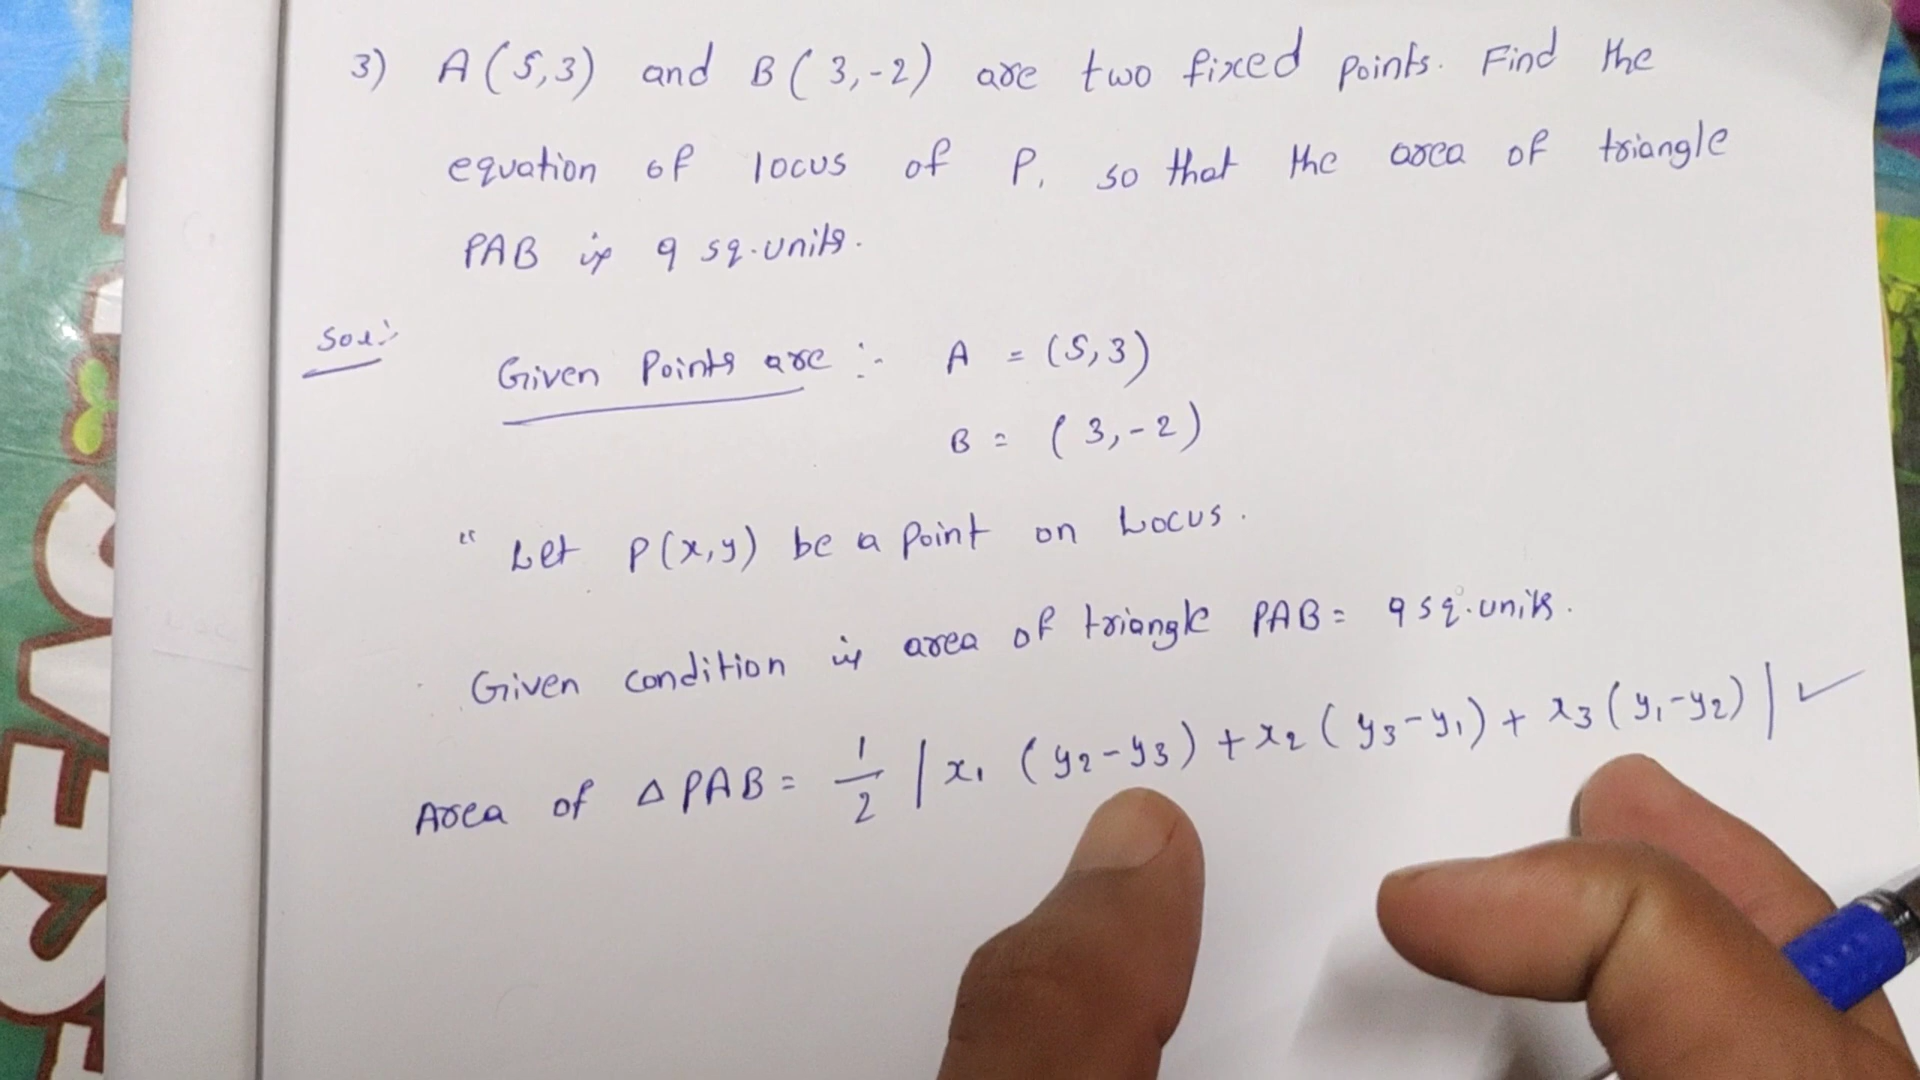 3) A(5,3) and B(3,-2) are two fixed points. Find the
equation of locus of P, so that the area of triangle
PAB is 9 sq.units.
Sol:-
Given Points are :- A = (5,3)
B = (3,-2)
" Let P(x,y) be a point on Locus.
Given condition is area of triangle PAB = 9 sq.units.
Area of △PAB = 1/2 |x₁(y₂-y₃)+x₂(y₃-y₁)+x₃(y₁-y₂)| ✓